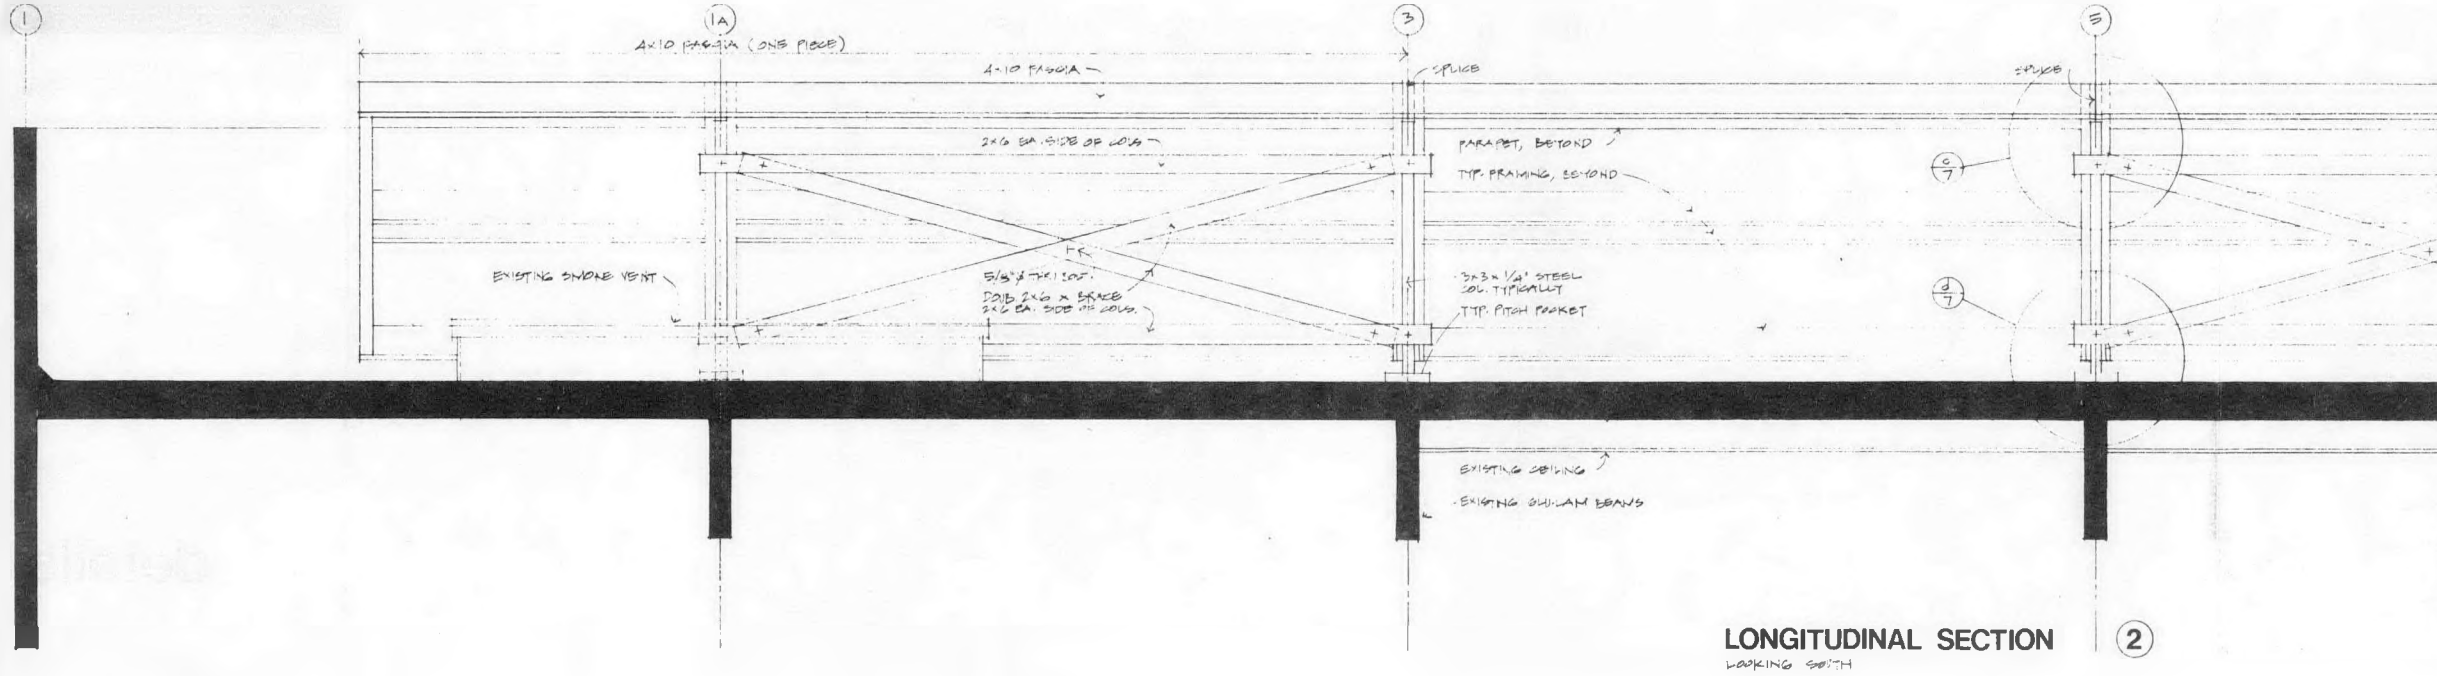 1
1A
3
5
4x10 FASCIA (ONE PIECE)
4x10 FASCIA
SPLICE
SPLICE
2x6 EA. SIDE OF COLS
PARAPET, BEYOND
TYP. FRAMING, BEYOND
c
7
EXISTING SMOKE VENT
5/8" ⌀ THRU BOLT
DOUB. 2x6 X BRACE
2x6 EA. SIDE OF COLS.
3x3x 1/4" STEEL
COL. TYPICALLY
TYP. PITCH POCKET
d
7
EXISTING CEILING
EXISTING GLU-LAM BEAMS
LONGITUDINAL SECTION 2
LOOKING SOUTH